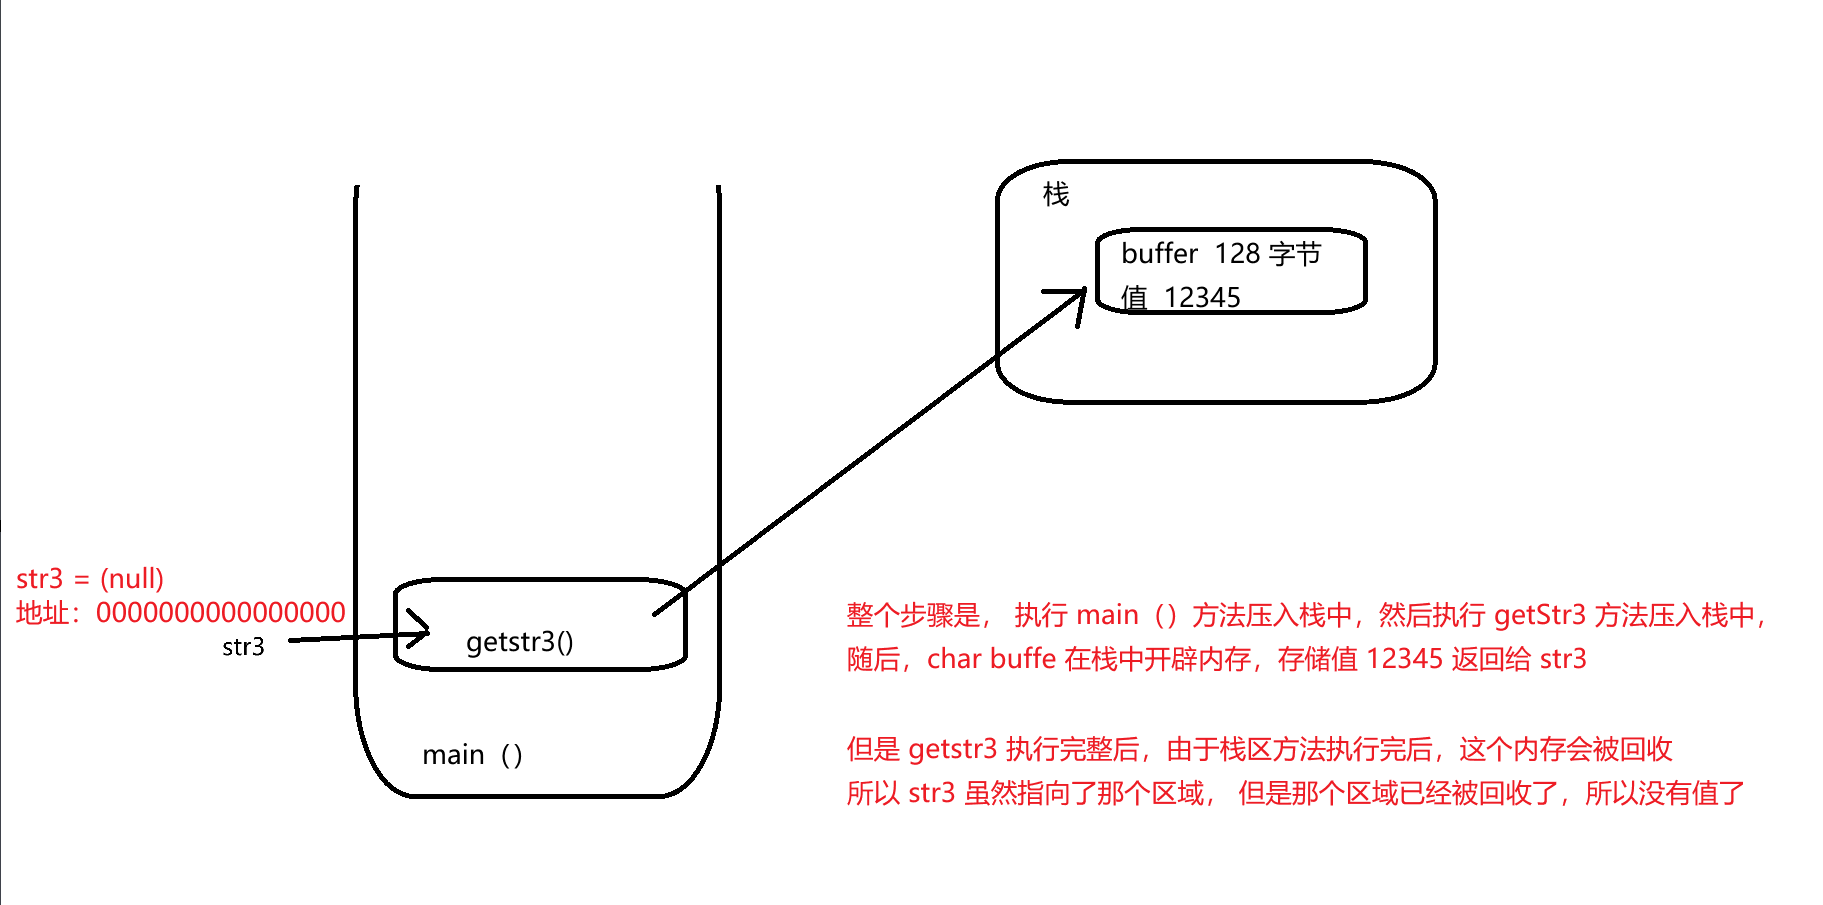 栈
buffer  128 字节
值  12345
str3 = (null)
地址：0000000000000000
str3
getstr3()
main（）
整个步骤是， 执行 main（）方法压入栈中，然后执行 getStr3 方法压入栈中，
随后，char buffe 在栈中开辟内存，存储值 12345 返回给 str3
但是 getstr3 执行完整后，由于栈区方法执行完后，这个内存会被回收
所以 str3 虽然指向了那个区域， 但是那个区域已经被回收了，所以没有值了